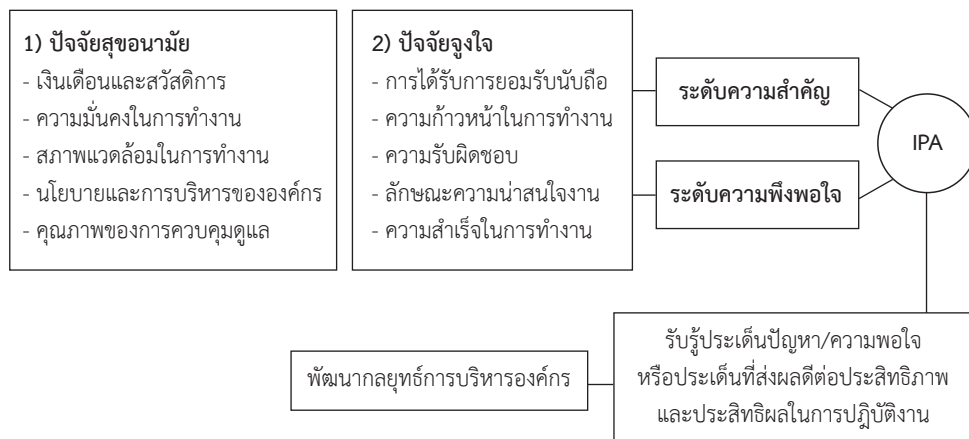 1) ปัจจัยสุขอนามัย
- เงินเดือนและสวัสดิการ
- ความมั่นคงในการทำงาน
- สภาพแวดล้อมในการทำงาน
- นโยบายและการบริหารขององค์กร
- คุณภาพของการควบคุมดูแล
2) ปัจจัยจูงใจ
- การได้รับการยอมรับนับถือ
- ความก้าวหน้าในการทำงาน
- ความรับผิดชอบ
- ลักษณะความน่าสนใจงาน
- ความสำเร็จในการทำงาน
ระดับความสำคัญ
ระดับความพึงพอใจ
IPA
รับรู้ประเด็นปัญหา/ความพอใจ
หรือประเด็นที่ส่งผลดีต่อประสิทธิภาพ
และประสิทธิผลในการปฏิบัติงาน
พัฒนากลยุทธ์การบริหารองค์กร